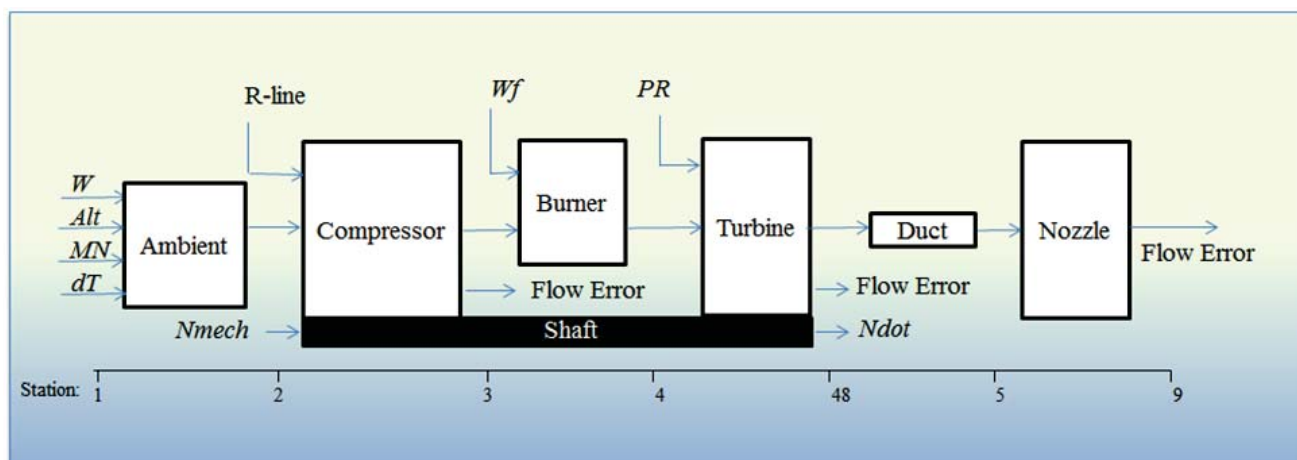 R-line
Wf
PR
W
Alt
MN
dT
Ambient
Compressor
Burner
Turbine
Duct
Nozzle
Flow Error
Flow Error
Flow Error
Nmech
Shaft
Ndot
Station: 1 2 3 4 48 5 9